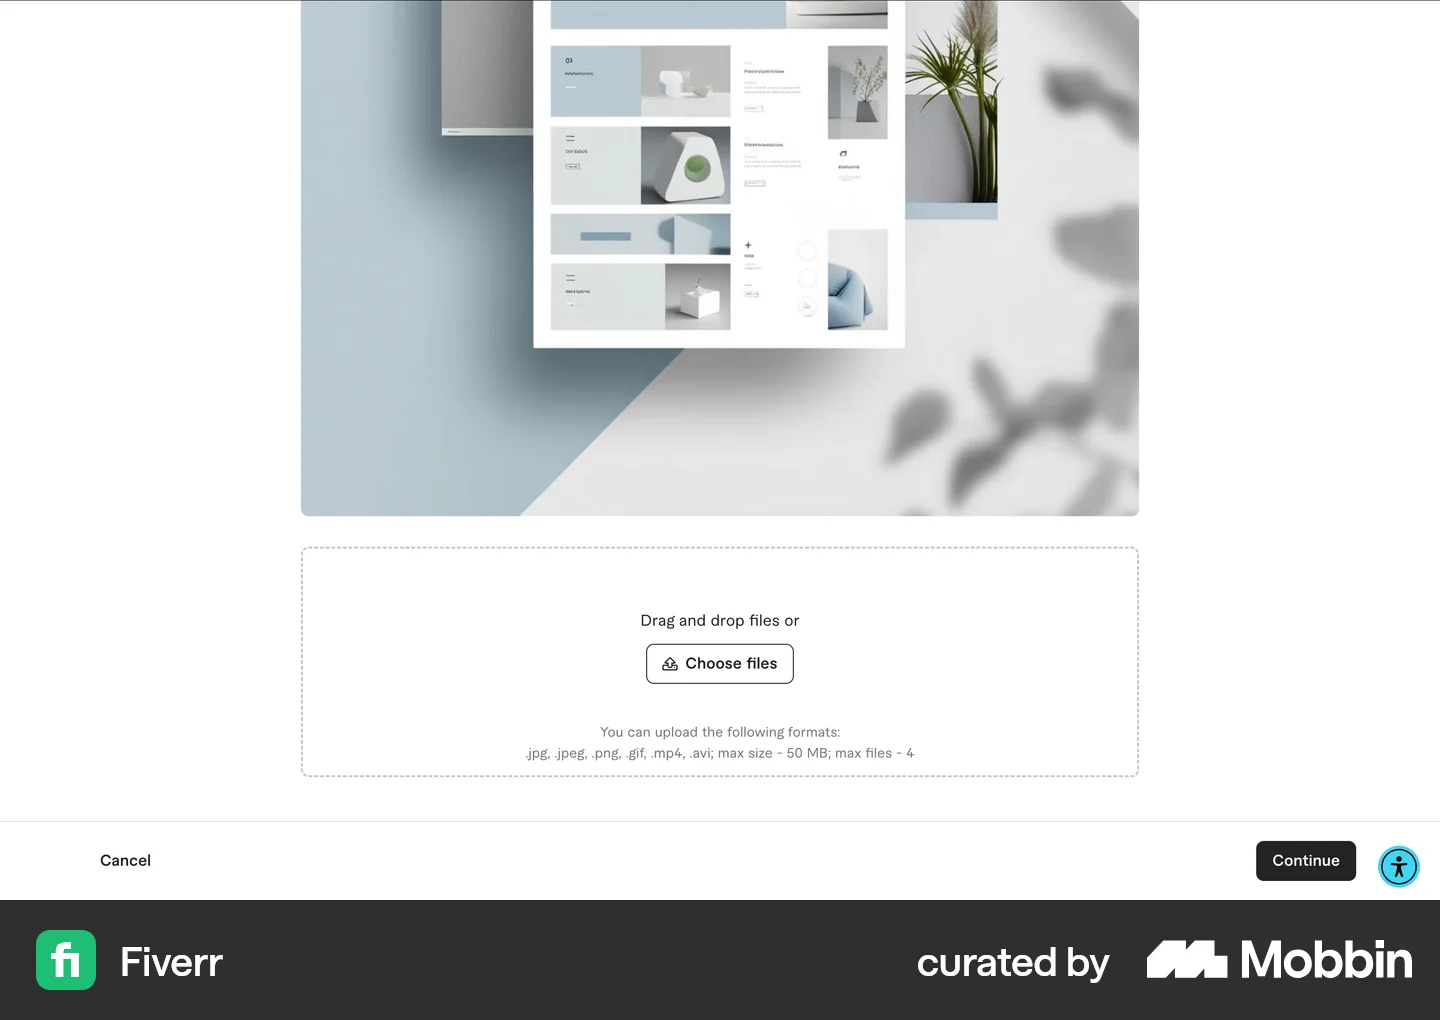 Drag and drop files or
Choose files
You can upload the following formats:
.jpg, .jpeg, .png, .gif, .mp4, .avi; max size - 50 MB; max files - 4
Cancel
Continue
fi
Fiverr
curated by
Mobbin